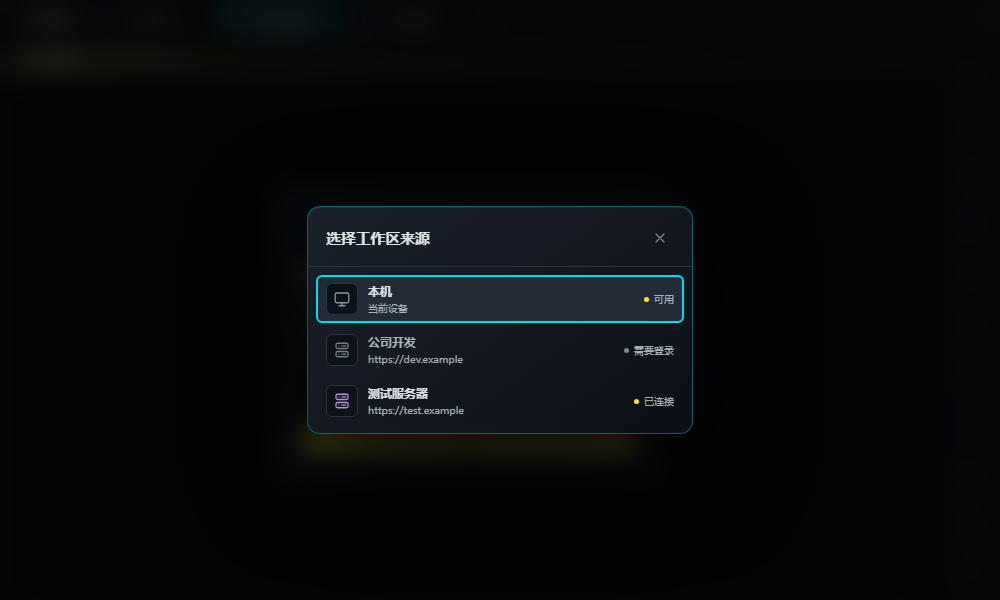 选择工作区来源
本机
当前设备
可用
公司开发
https://dev.example
需要登录
测试服务器
https://test.example
已连接